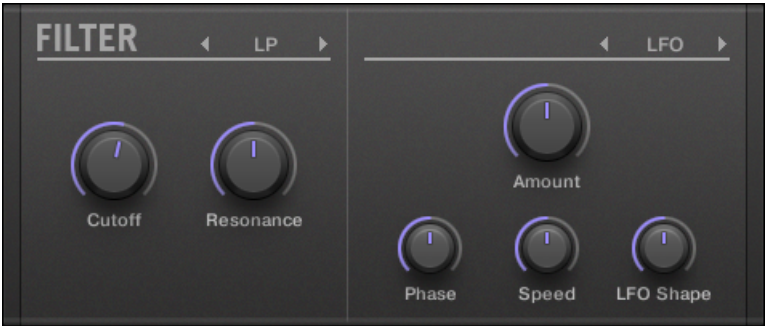 FILTER LP LFO
Cutoff Resonance
Amount
Phase Speed LFO Shape